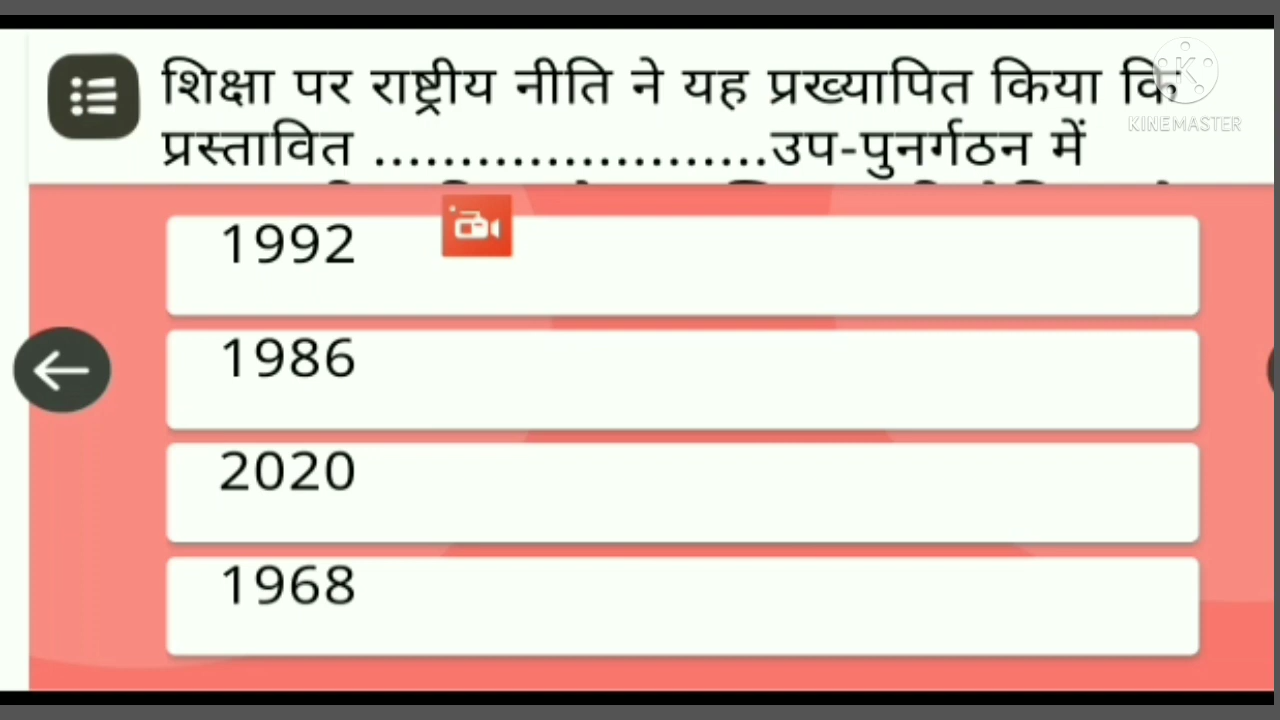 शिक्षा पर राष्ट्रीय नीति ने यह प्रख्यापित किया कि
प्रस्तावित .......................उप-पुनर्गठन में
KINEMASTER
1992
1986
2020
1968